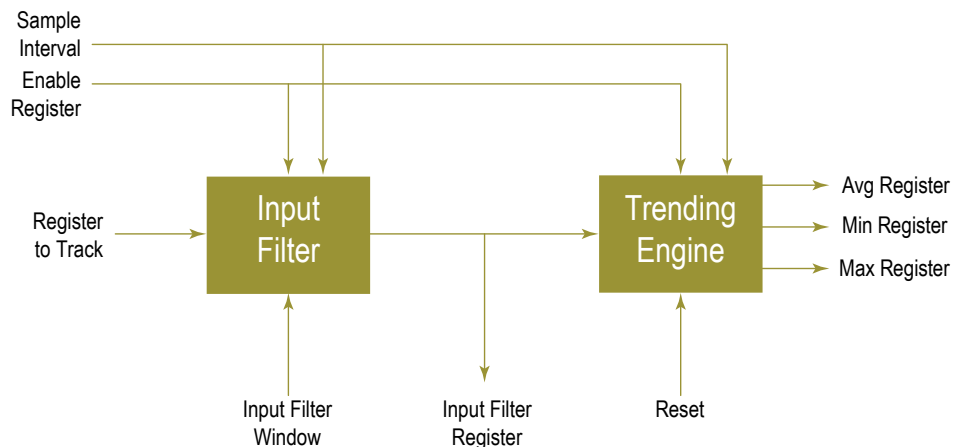 Sample
Interval
Enable
Register
Register
to Track
Input
Filter
Trending
Engine
Avg Register
Min Register
Max Register
Input Filter
Window
Input Filter
Register
Reset